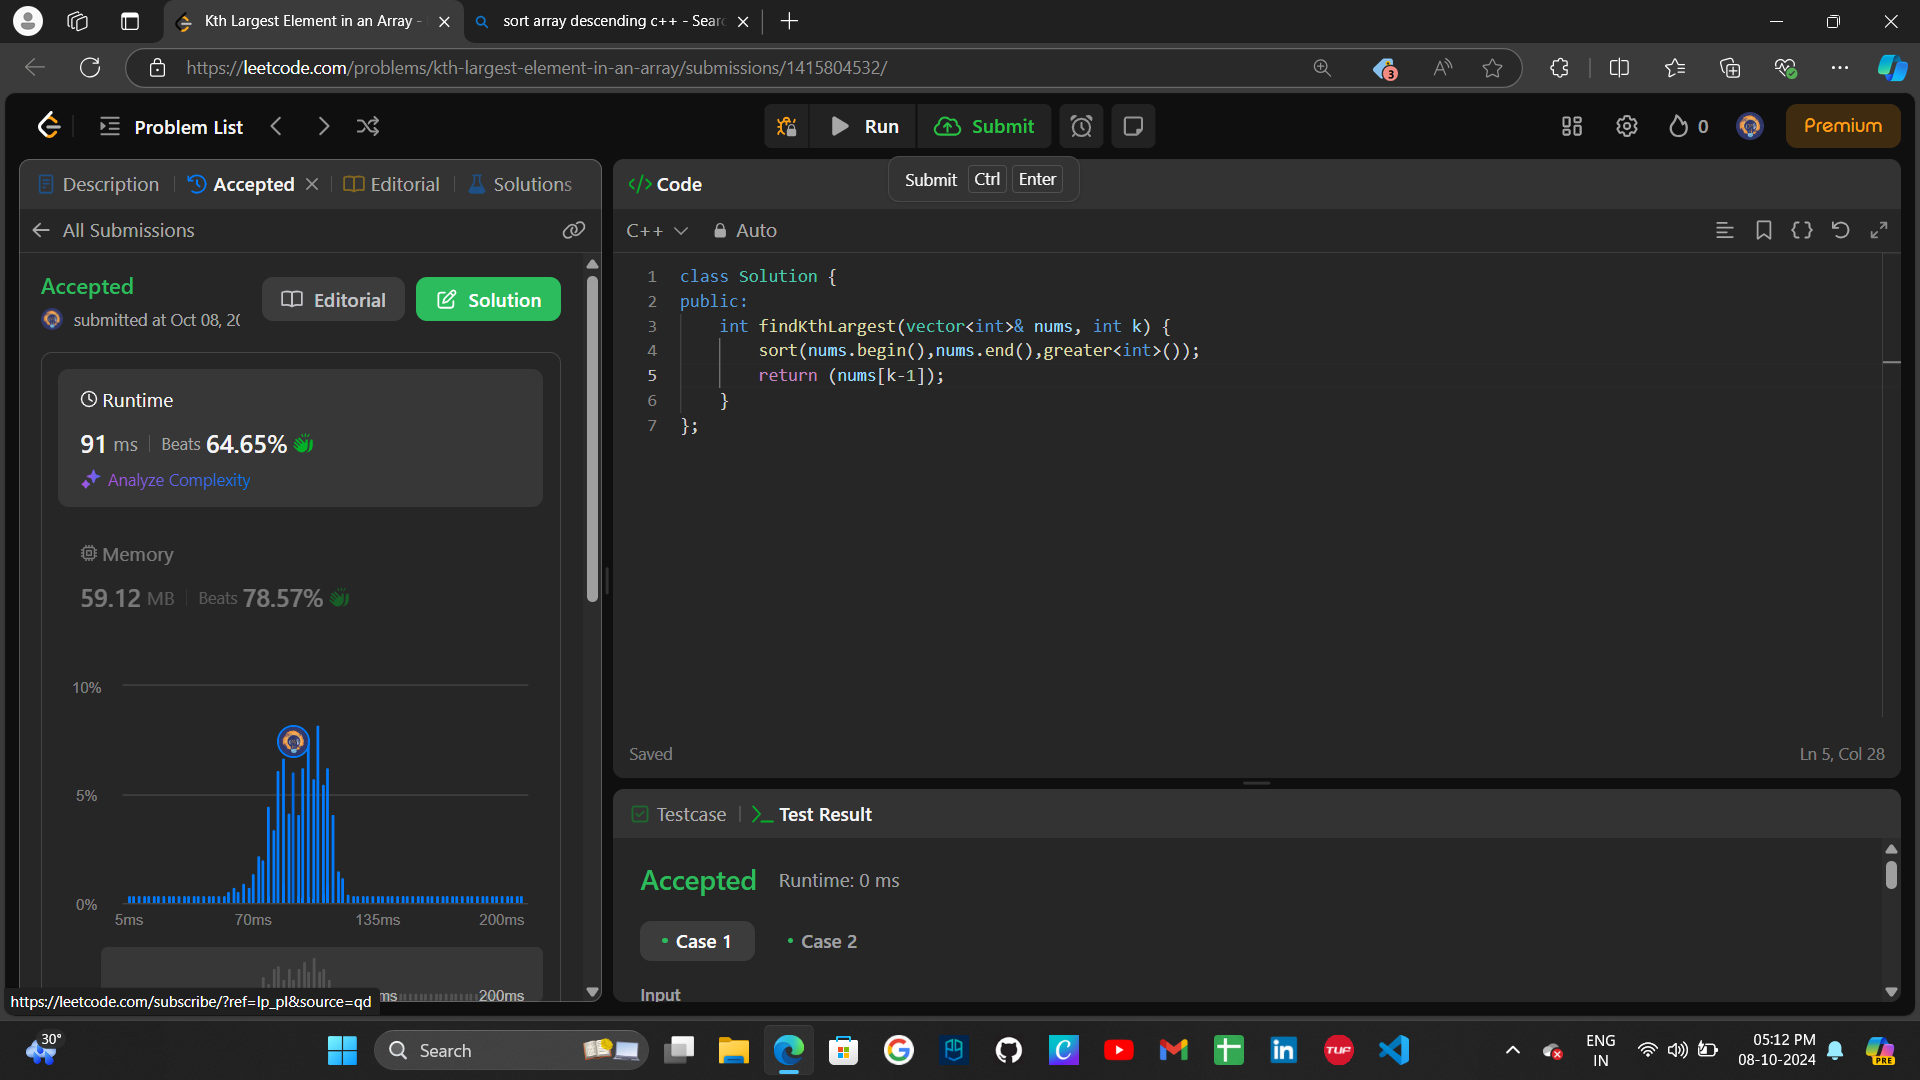 Kth Largest Element in an Array -
sort array descending c++ - Searc
https://leetcode.com/problems/kth-largest-element-in-an-array/submissions/1415804532/
3
Problem List
Run
Submit
0
Premium
Description
Accepted
Editorial
Solutions
Code
Submit Ctrl Enter
All Submissions
C++
Auto
Accepted
submitted at Oct 08, 20
Editorial
Solution
Runtime
91 ms
Beats 64.65%
Analyze Complexity
Memory
59.12 MB
Beats 78.57%
10%
5%
0%
5ms
70ms
135ms
200ms
ms
200ms
https://leetcode.com/subscribe/?ref=lp_pl&source=qd
1 class Solution {
2 public:
3 int findKthLargest(vector<int>& nums, int k) {
4 sort(nums.begin(),nums.end(),greater<int>());
5 return (nums[k-1]);
6 }
7 };
Saved
Ln 5, Col 28
Testcase
Test Result
Accepted
Runtime: 0 ms
Case 1
Case 2
Input
30°
Search
C
TUF
in
ENG
IN
05:12 PM
08-10-2024
PRE